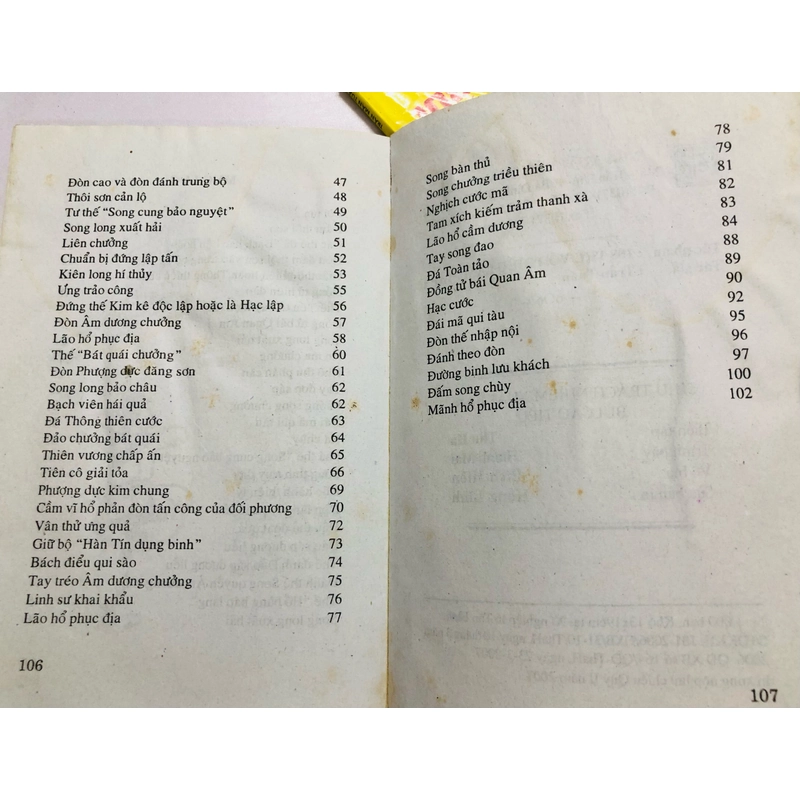 Đòn cao và đòn đánh trung bộ 47
Thôi sơn cản lộ 48
Tư thế “Song cung bảo nguyệt” 49
Song long xuất hải 50
Liên chưởng 51
Chuẩn bị đứng lập tấn 52
Kiên long hí thủy 53
Ưng trảo công 55
Đứng thế Kim kê độc lập hoặc là Hạc lập 56
Đòn Âm dương chưởng 57
Lão hổ phục địa 58
Thế “Bát quái chưởng” 60
Đòn Phượng dực đăng sơn 61
Song long bảo châu 62
Bạch viên hái quả 62
Đá Thông thiên cước 63
Đảo chưởng bát quái 64
Thiên vương chấp ấn 65
Tiên cô giải tỏa 66
Phượng dực kim chung 69
Cầm vĩ hổ phản đòn tấn công của đối phương 70
Vân thử ưng quả 72
Giữ bộ “Hàn Tín dụng binh” 73
Bách điểu qui sào 74
Tay tréo Âm dương chưởng 75
Linh sư khai khẩu 76
Lão hổ phục địa 77
106
Song bàn thủ 78
Song chưởng triều thiên 79
Nghịch cước mã 81
Tam xích kiếm trảm thanh xà 82
Lão hổ cầm dương 83
Tay song đao 84
Đá Toàn tảo 88
Đồng tử bái Quan Âm 89
Hạc cước 90
Đái mã qui tàu 92
Đòn thế nhập nội 95
Đánh theo đòn 96
Đường binh lưu khách 97
Đấm song chùy 100
Mãnh hổ phục địa 102
107